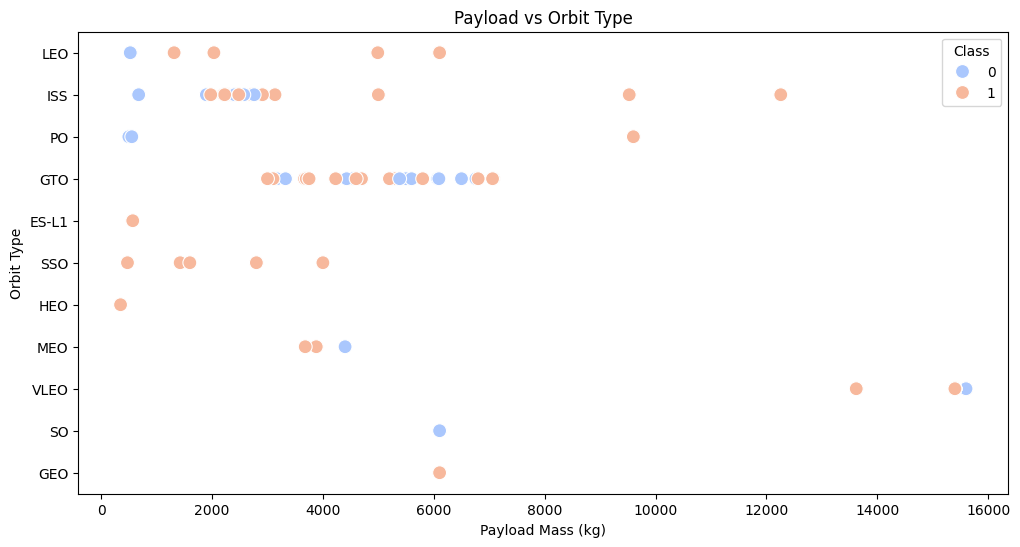 Payload vs Orbit Type
Class
0
1
LEO
ISS
PO
GTO
ES-L1
SSO
HEO
MEO
VLEO
SO
GEO
Orbit Type
0
2000
4000
6000
8000
10000
12000
14000
16000
Payload Mass (kg)